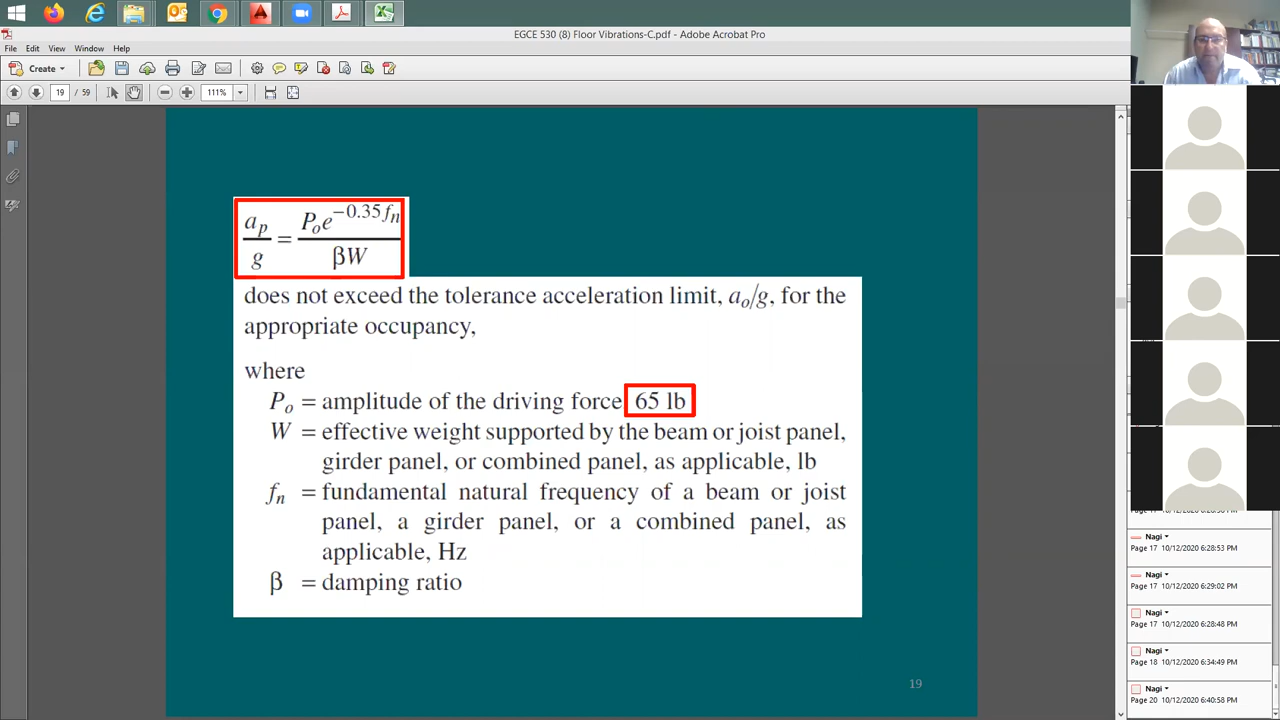 EGCE 530 (8) Floor Vibrations-C.pdf - Adobe Acrobat Pro
File Edit View Window Help
Create
19 / 59 111%
a_p/g = P_o e^{-0.35 f_n} / βW
does not exceed the tolerance acceleration limit, a_o/g, for the
appropriate occupancy,
where
P_o = amplitude of the driving force 65 lb
W = effective weight supported by the beam or joist panel,
girder panel, or combined panel, as applicable, lb
f_n = fundamental natural frequency of a beam or joist
panel, a girder panel, or a combined panel, as
applicable, Hz
β = damping ratio
19
Nagi
Page 17 10/12/2020 6:28:53 PM
Nagi
Page 17 10/12/2020 6:29:02 PM
Nagi
Page 17 10/12/2020 6:28:48 PM
Nagi
Page 18 10/12/2020 6:34:49 PM
Nagi
Page 20 10/12/2020 6:40:58 PM